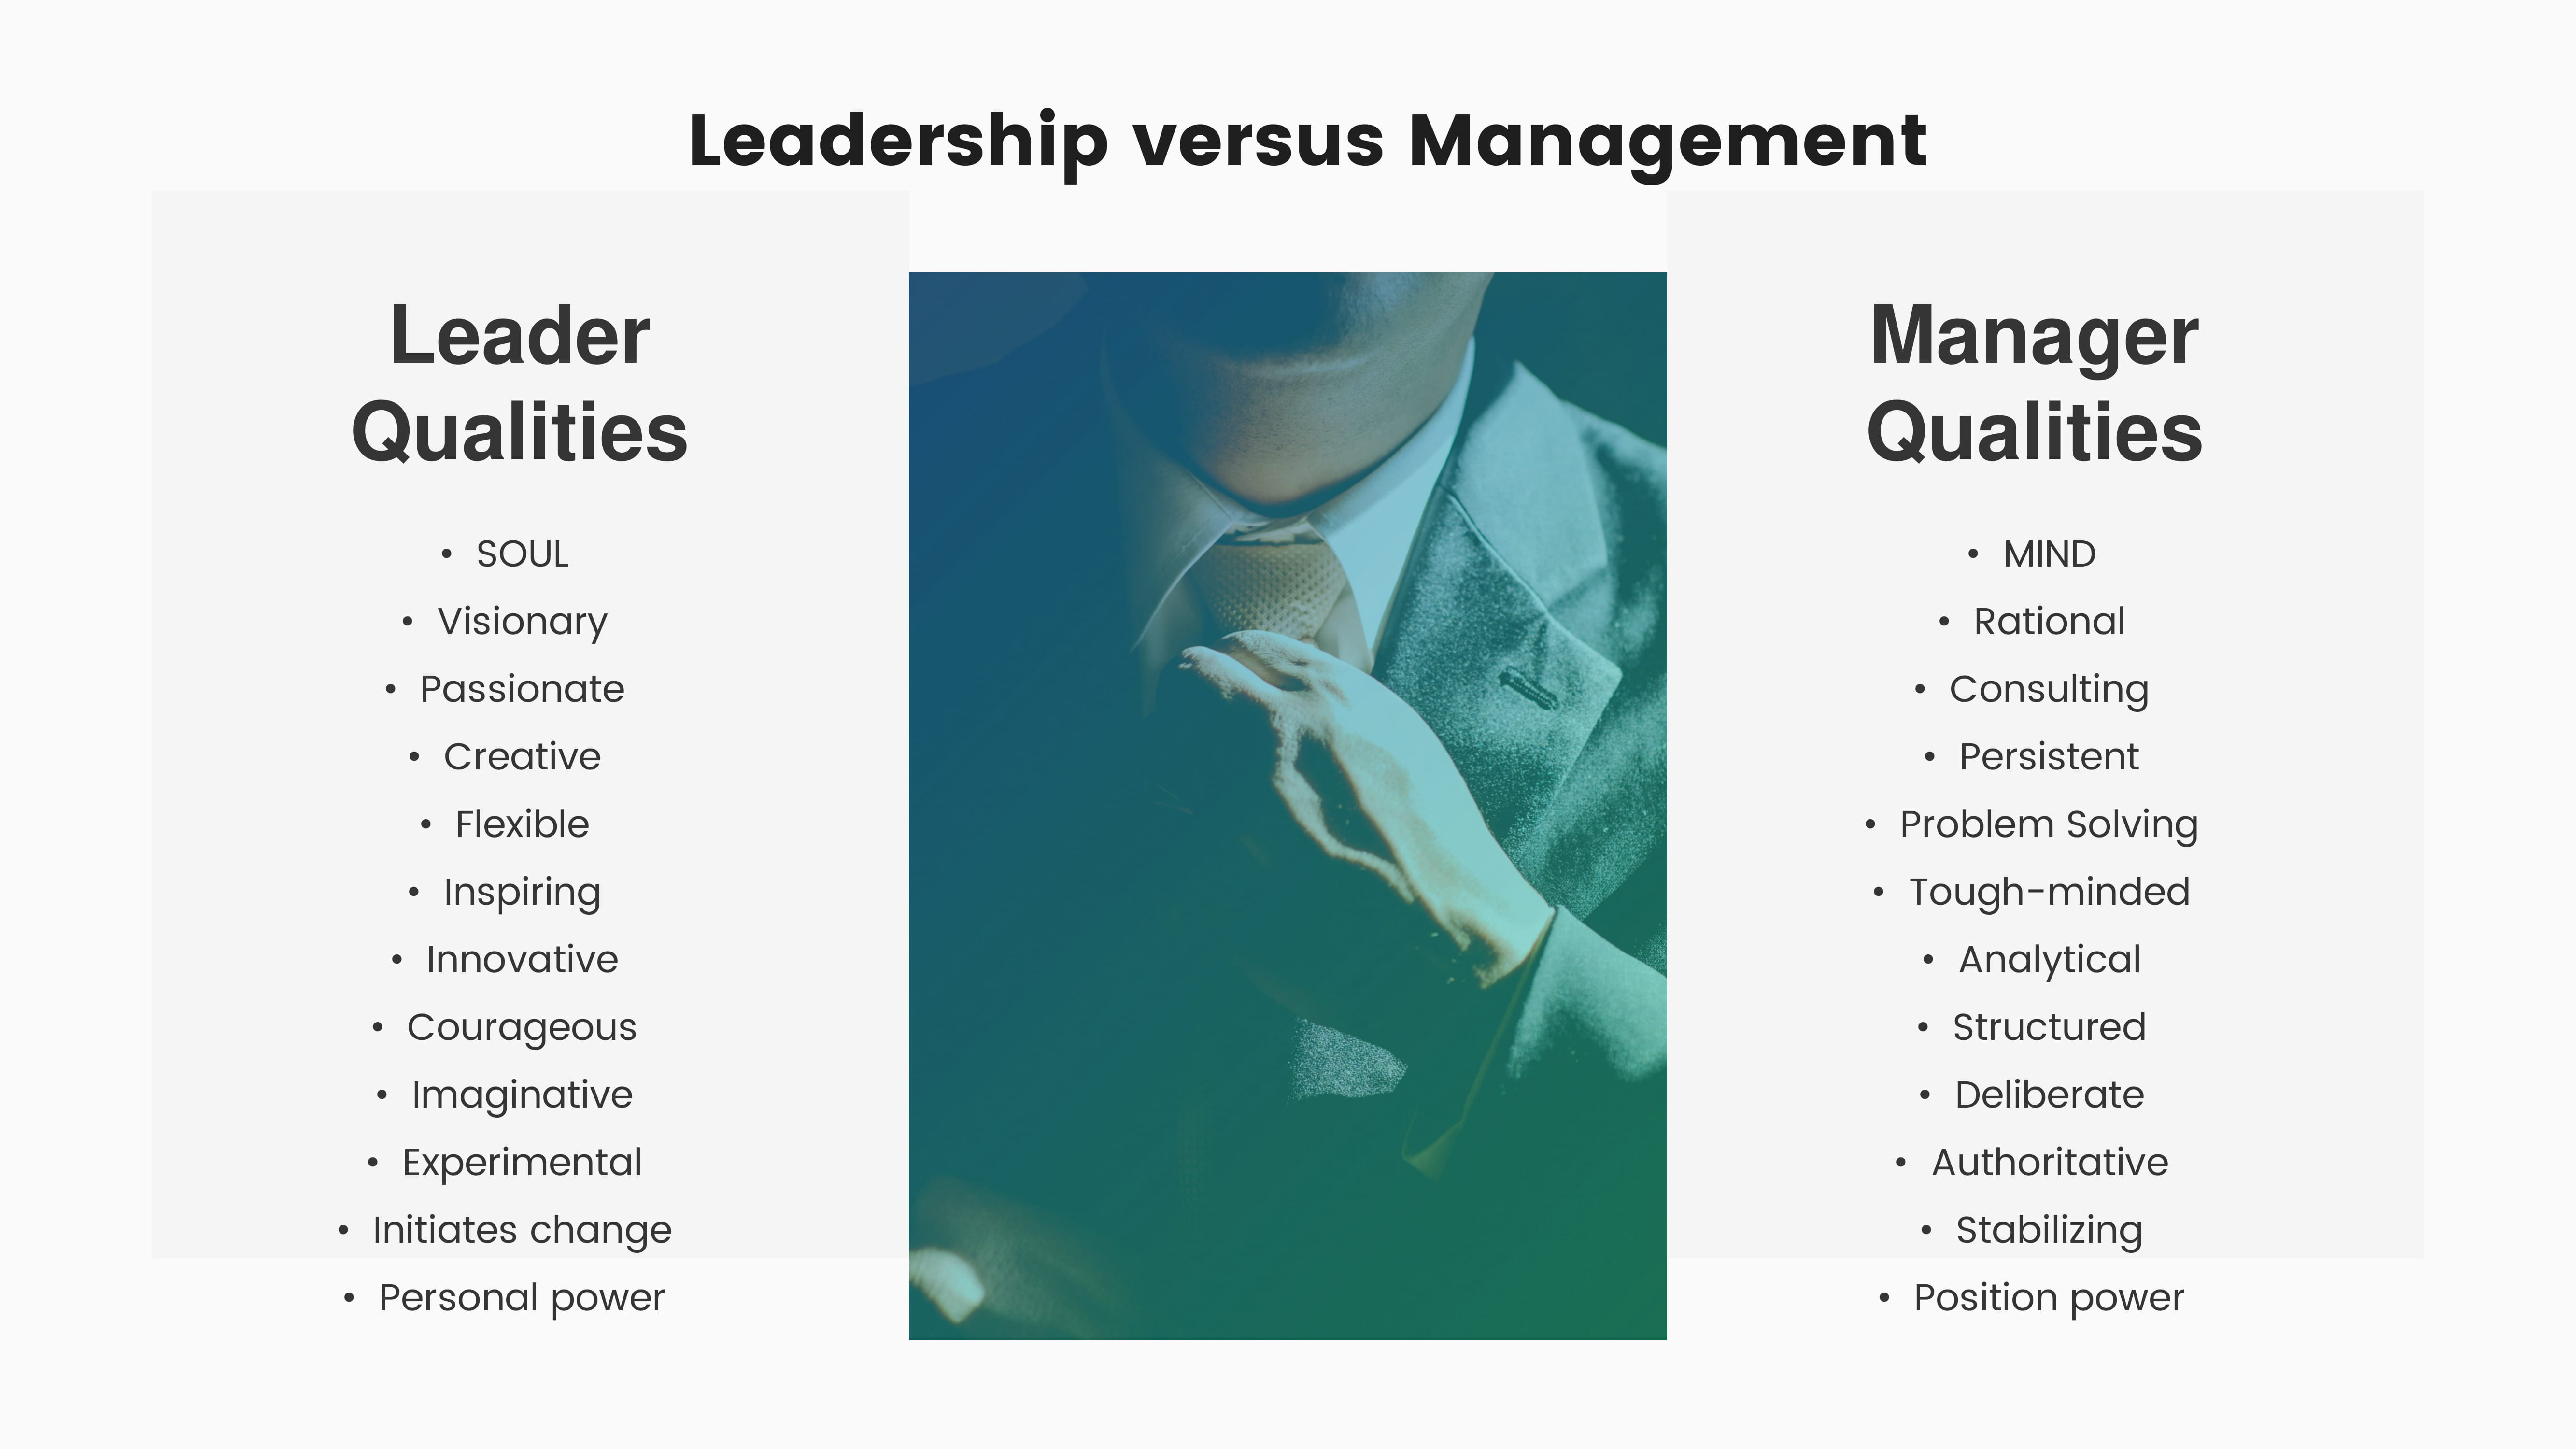 Leadership versus Management
Leader
Qualities
• SOUL
• Visionary
• Passionate
• Creative
• Flexible
• Inspiring
• Innovative
• Courageous
• Imaginative
• Experimental
• Initiates change
• Personal power
Manager
Qualities
• MIND
• Rational
• Consulting
• Persistent
• Problem Solving
• Tough-minded
• Analytical
• Structured
• Deliberate
• Authoritative
• Stabilizing
• Position power